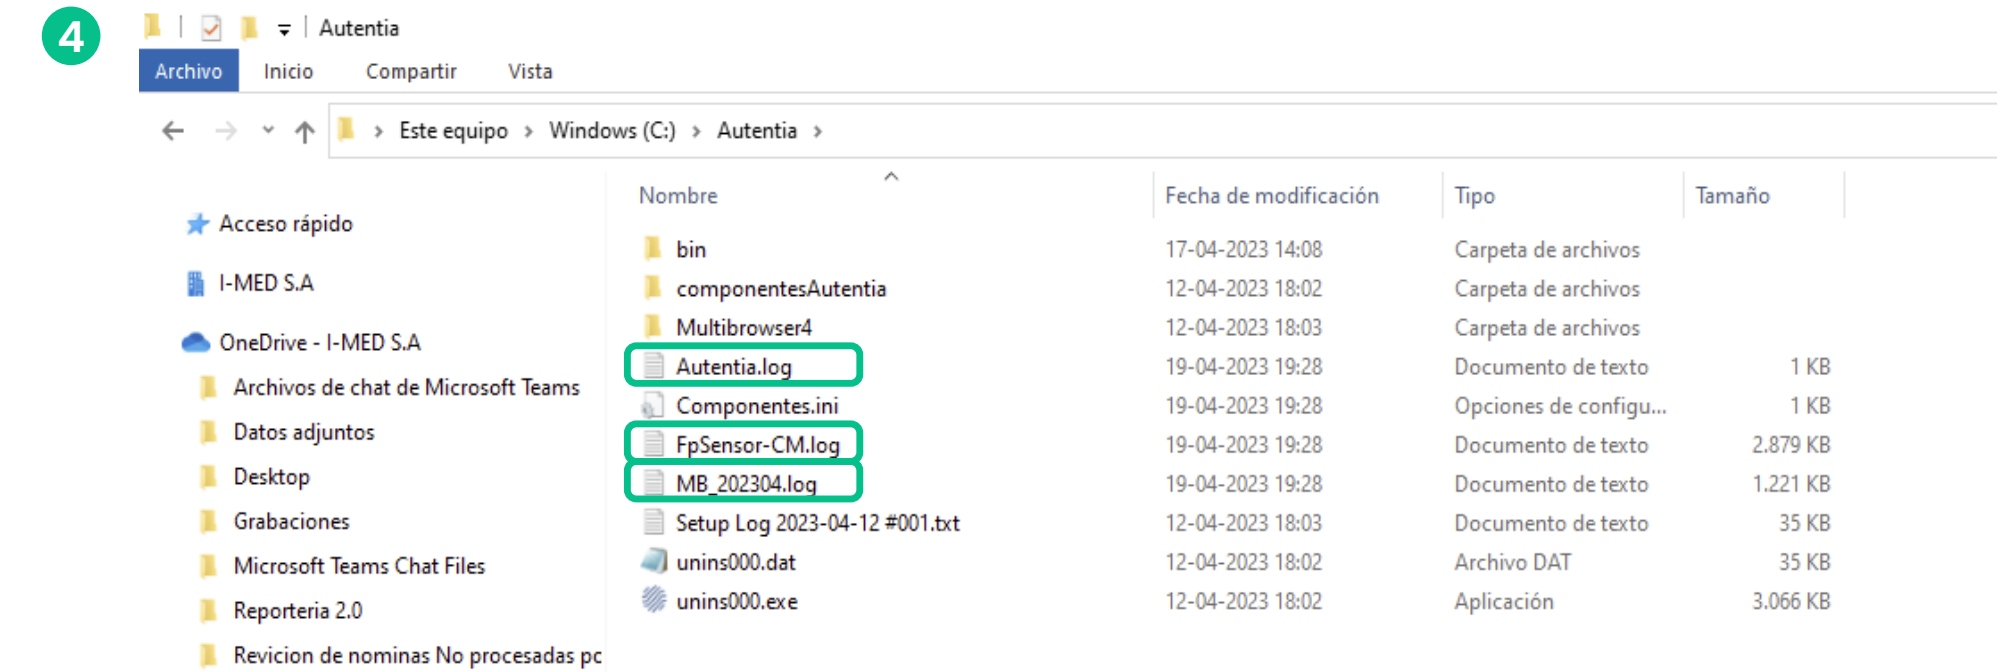 4
Autentia
Archivo Inicio Compartir Vista
Este equipo > Windows (C:) > Autentia >
Nombre Fecha de modificación Tipo Tamaño
Acceso rápido
I-MED S.A
OneDrive - I-MED S.A
Archivos de chat de Microsoft Teams
Datos adjuntos
Desktop
Grabaciones
Microsoft Teams Chat Files
Reporteria 2.0
Revicion de nominas No procesadas pc
bin 17-04-2023 14:08 Carpeta de archivos
componentesAutentia 12-04-2023 18:02 Carpeta de archivos
Multibrowser4 12-04-2023 18:03 Carpeta de archivos
Autentia.log 19-04-2023 19:28 Documento de texto 1 KB
Componentes.ini 19-04-2023 19:28 Opciones de configu... 1 KB
FpSensor-CM.log 19-04-2023 19:28 Documento de texto 2.879 KB
MB_202304.log 19-04-2023 19:28 Documento de texto 1.221 KB
Setup Log 2023-04-12 #001.txt 12-04-2023 18:03 Documento de texto 35 KB
unins000.dat 12-04-2023 18:02 Archivo DAT 35 KB
unins000.exe 12-04-2023 18:02 Aplicación 3.066 KB